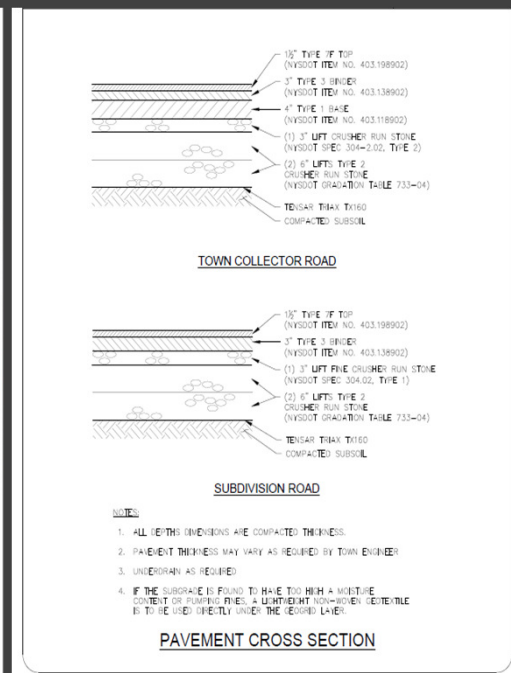 1½" TYPE 7F TOP
(NYSDOT ITEM NO. 403.198902)
3" TYPE 3 BINDER
(NYSDOT ITEM NO. 403.138902)
4" TYPE 1 BASE
(NYSDOT ITEM NO. 403.118902)
(1) 3" LIFT CRUSHER RUN STONE
(NYSDOT SPEC 304-2.02, TYPE 2)
(2) 6" LIFTS TYPE 2
CRUSHER RUN STONE
(NYSDOT GRADATION TABLE 733-04)
TENSAR TRIAX TX160
COMPACTED SUBSOIL
TOWN COLLECTOR ROAD
1½" TYPE 7F TOP
(NYSDOT ITEM NO. 403.198902)
3" TYPE 3 BINDER
(NYSDOT ITEM NO. 403.138902)
(1) 3" LIFT FINE CRUSHER RUN STONE
(NYSDOT SPEC 304.02, TYPE 1)
(2) 6" LIFTS TYPE 2
CRUSHER RUN STONE
(NYSDOT GRADATION TABLE 733-04)
TENSAR TRIAX TX160
COMPACTED SUBSOIL
SUBDIVISION ROAD
NOTES:
1. ALL DEPTHS DIMENSIONS ARE COMPACTED THICKNESS.
2. PAVEMENT THICKNESS MAY VARY AS REQUIRED BY TOWN ENGINEER
3. UNDERDRAIN AS REQUIRED
4. IF THE SUBGRADE IS FOUND TO HAVE TOO HIGH A MOISTURE
CONTENT OR PUMPING FINES, A LIGHTWEIGHT NON-WOVEN GEOTEXTILE
IS TO BE USED DIRECTLY UNDER THE GEOGRID LAYER.
PAVEMENT CROSS SECTION